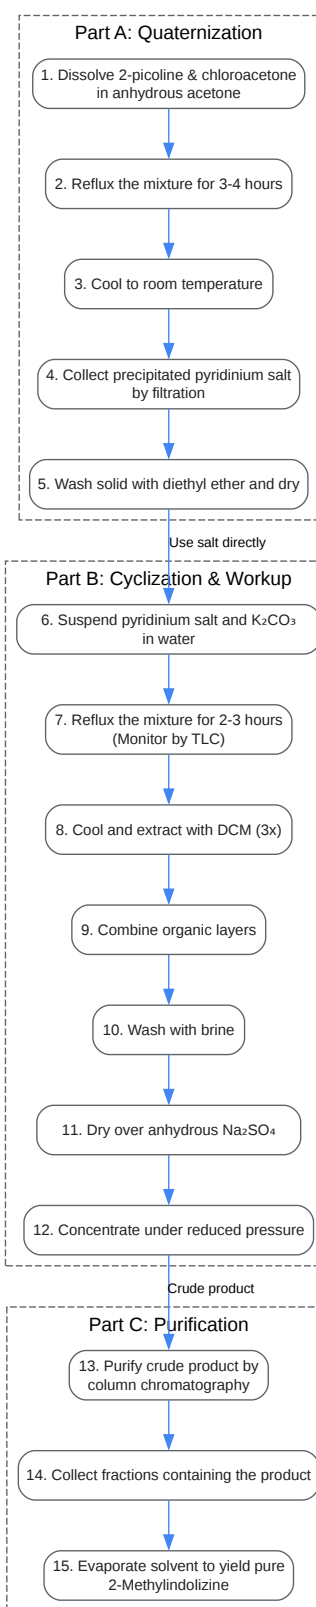 Part A: Quaternization
1. Dissolve 2-picoline & chloroacetone
in anhydrous acetone
2. Reflux the mixture for 3-4 hours
3. Cool to room temperature
4. Collect precipitated pyridinium salt
by filtration
5. Wash solid with diethyl ether and dry
Use salt directly
Part B: Cyclization & Workup
6. Suspend pyridinium salt and K₂CO₃
in water
7. Reflux the mixture for 2-3 hours
(Monitor by TLC)
8. Cool and extract with DCM (3x)
9. Combine organic layers
10. Wash with brine
11. Dry over anhydrous Na₂SO₄
12. Concentrate under reduced pressure
Crude product
Part C: Purification
13. Purify crude product by
column chromatography
14. Collect fractions containing the product
15. Evaporate solvent to yield pure
2-Methylindolizine